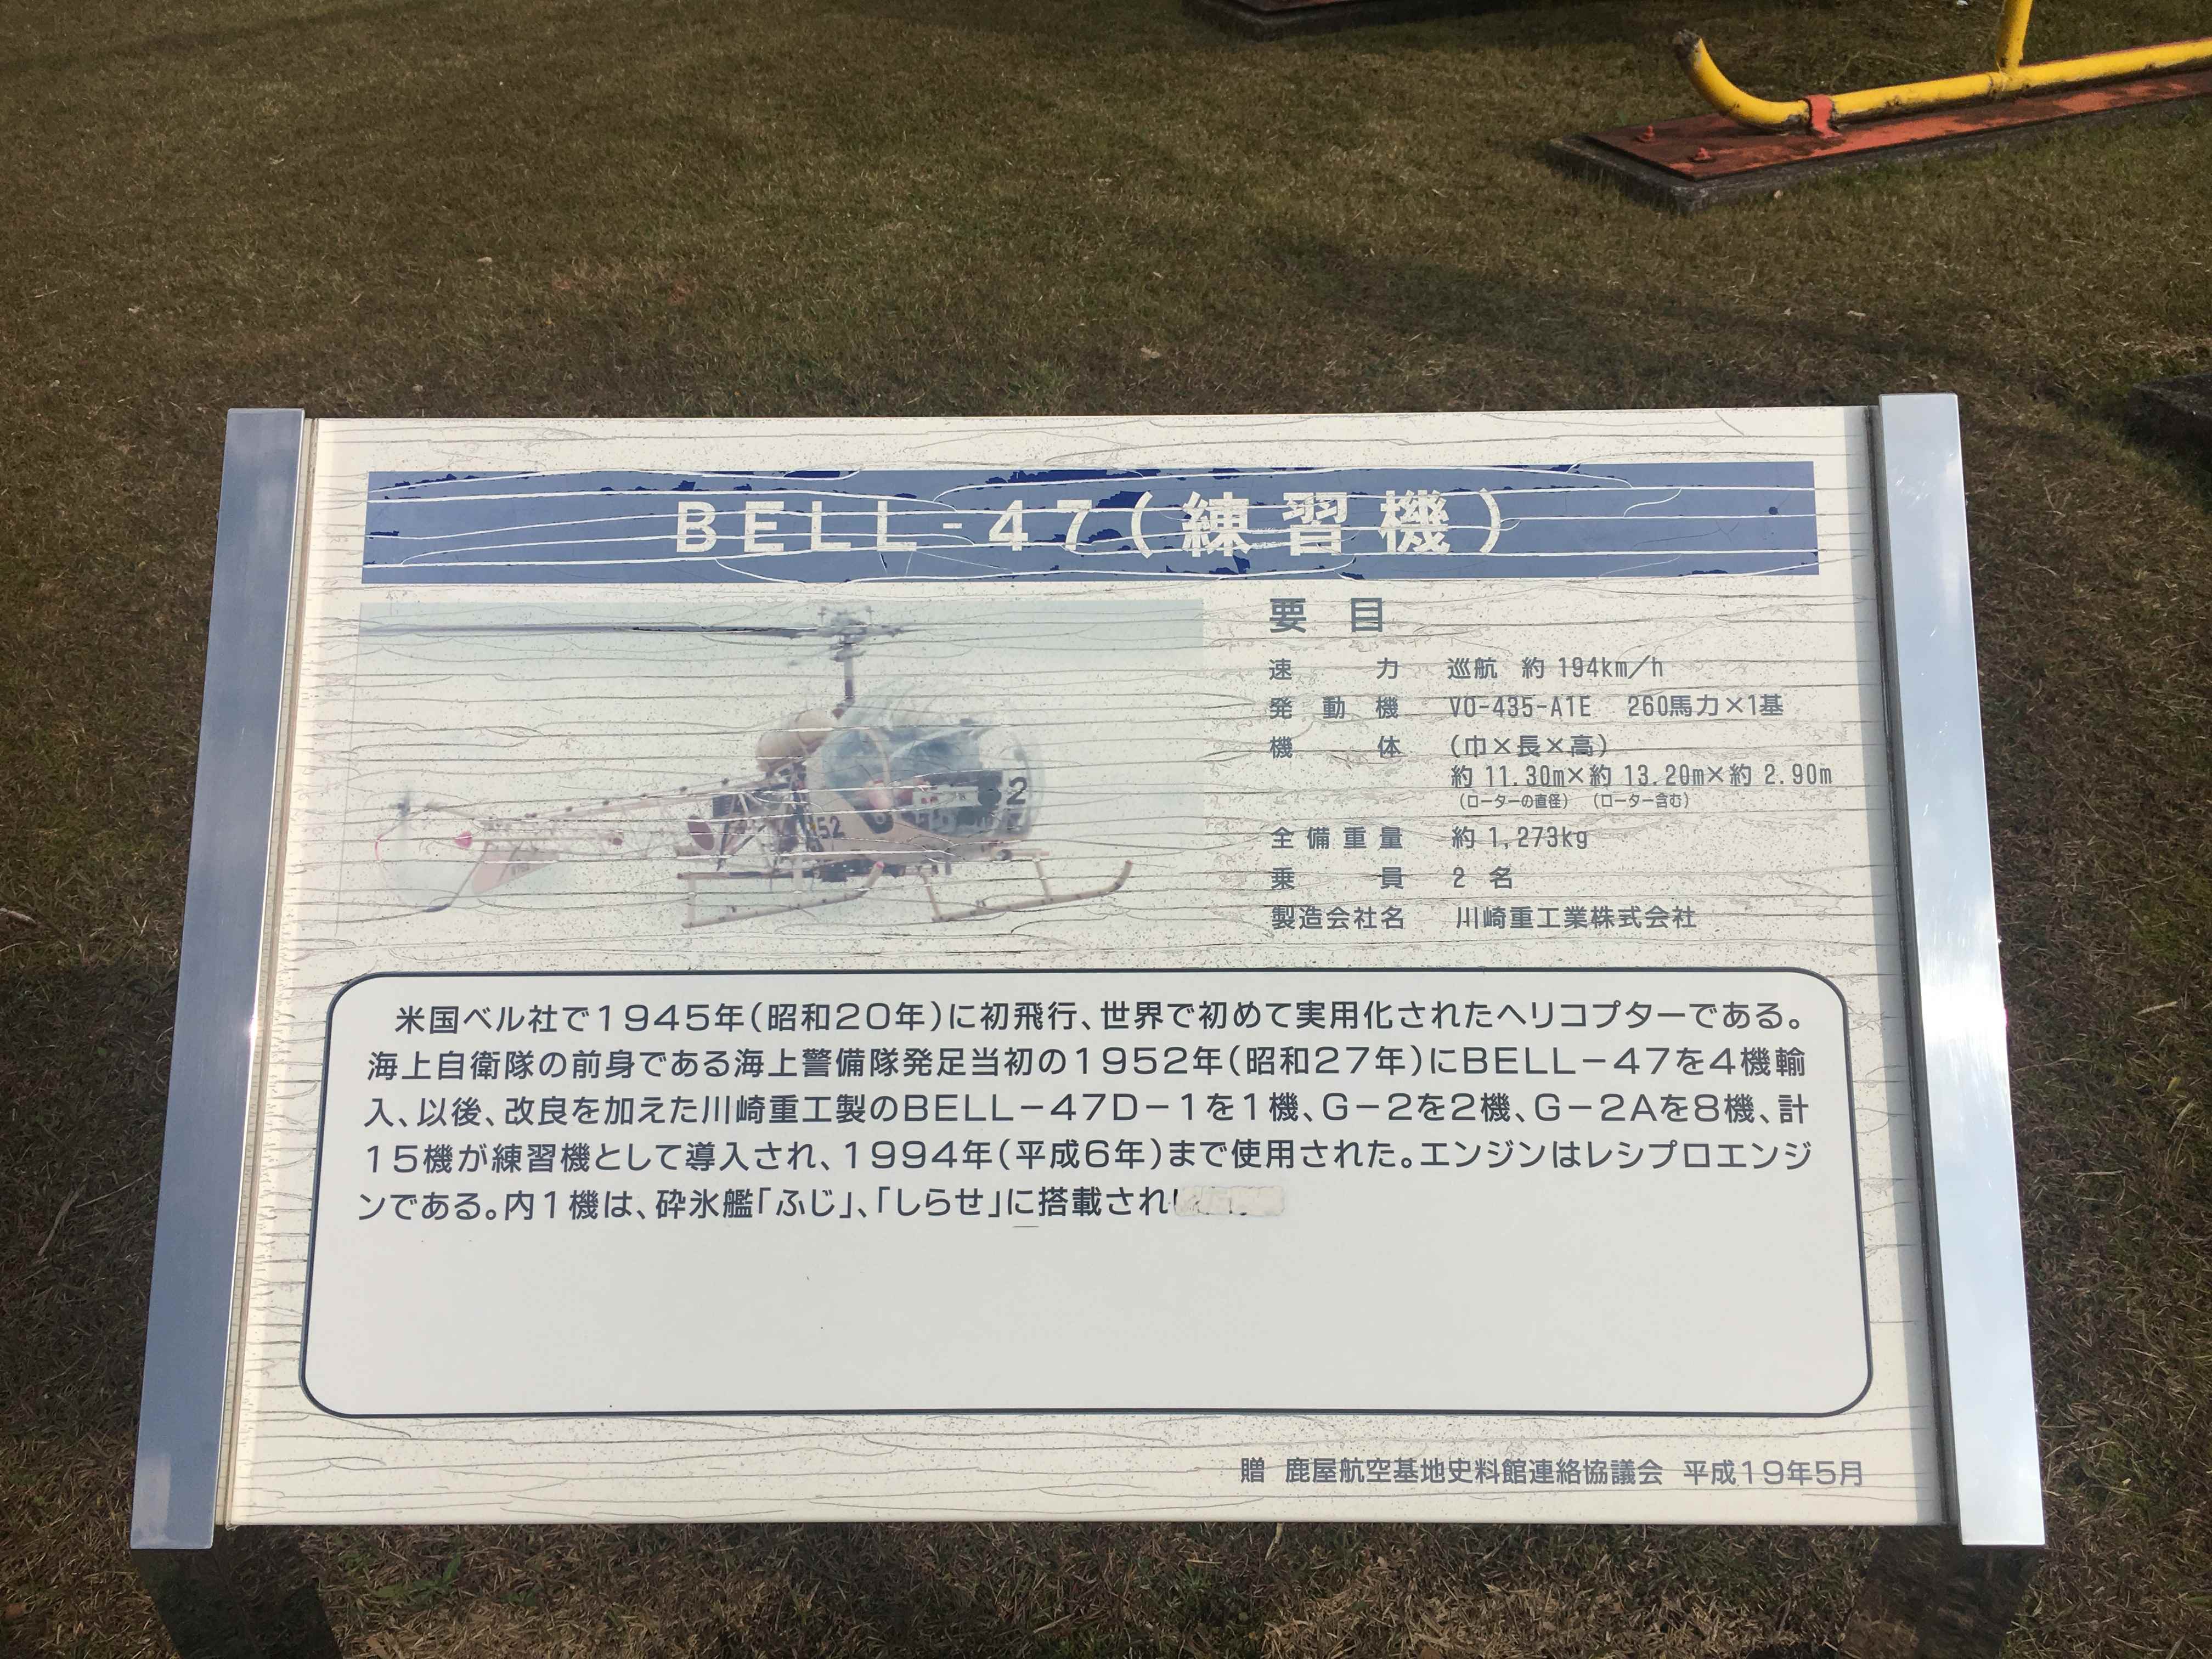 BELL-47(練習機)
要目
速力 巡航 約 194km/h
発動機 VO-435-A1E 260馬力×1基
機体 (巾×長×高)
約 11.30m×約 13.20m×約 2.90m
(ローターの直径) (ローター含む)
全備重量 約 1,273kg
乗員 2 名
製造会社名 川崎重工業株式会社
2
52
米国ベル社で1945年(昭和20年)に初飛行、世界で初めて実用化されたヘリコプターである。
海上自衛隊の前身である海上警備隊発足当初の1952年(昭和27年)にBELL-47を4機輸
入、以後、改良を加えた川崎重工製のBELL-47D-1を1機、G-2を2機、G-2Aを8機、計
15機が練習機として導入され、1994年(平成6年)まで使用された。エンジンはレシプロエンジ
ンである。内1機は、砕氷艦「ふじ」、「しらせ」に搭載され
贈 鹿屋航空基地史料館連絡協議会 平成19年5月